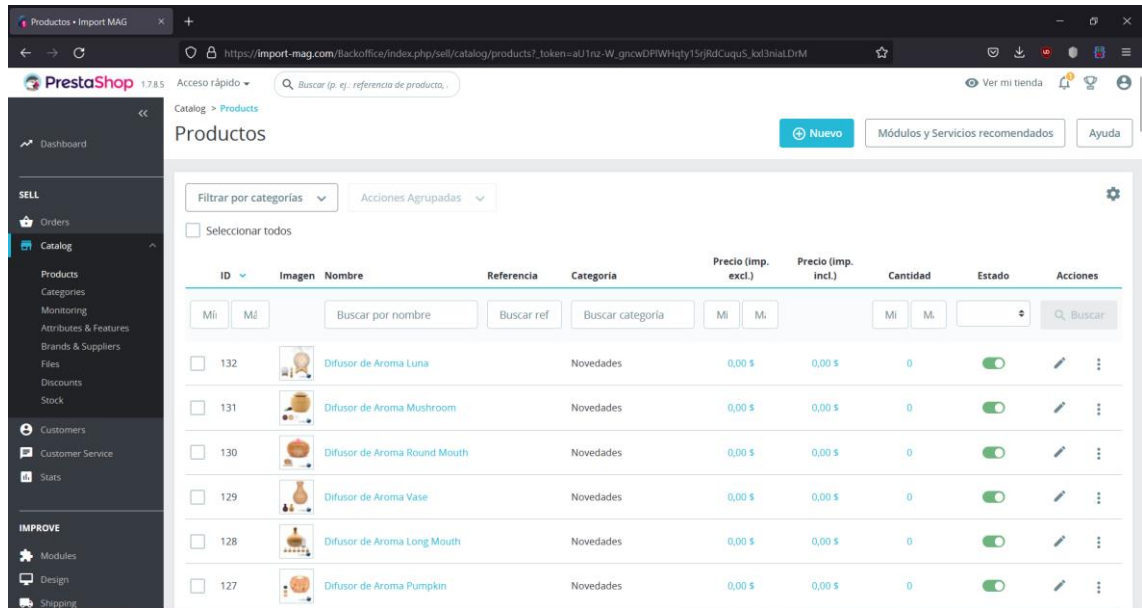 Productos • Import MAG
https://import-mag.com/Backoffice/index.php/sell/catalog/products?_token=aU1nz-W_gncwDPlWHqty15rjRdCuquS_kxl3niaLDrM
PrestaShop 1.7.8.5 Acceso rápido Buscar (p. ej.: referencia de producto, . Ver mi tienda
Catalog > Products
Productos
Nuevo Módulos y Servicios recomendados Ayuda
Dashboard
SELL
Orders
Catalog
Products
Categories
Monitoring
Attributes & Features
Brands & Suppliers
Files
Discounts
Stock
Customers
Customer Service
Stats
IMPROVE
Modules
Design
Shipping
Filtrar por categorías Acciones Agrupadas
Seleccionar todos
ID Imagen Nombre Referencia Categoría Precio (imp. excl.) Precio (imp. incl.) Cantidad Estado Acciones
Buscar por nombre Buscar ref Buscar categoría Mi Mi Buscar
132 Difusor de Aroma Luna Novedades 0,00 $ 0,00 $ 0
131 Difusor de Aroma Mushroom Novedades 0,00 $ 0,00 $ 0
130 Difusor de Aroma Round Mouth Novedades 0,00 $ 0,00 $ 0
129 Difusor de Aroma Vase Novedades 0,00 $ 0,00 $ 0
128 Difusor de Aroma Long Mouth Novedades 0,00 $ 0,00 $ 0
127 Difusor de Aroma Pumpkin Novedades 0,00 $ 0,00 $ 0